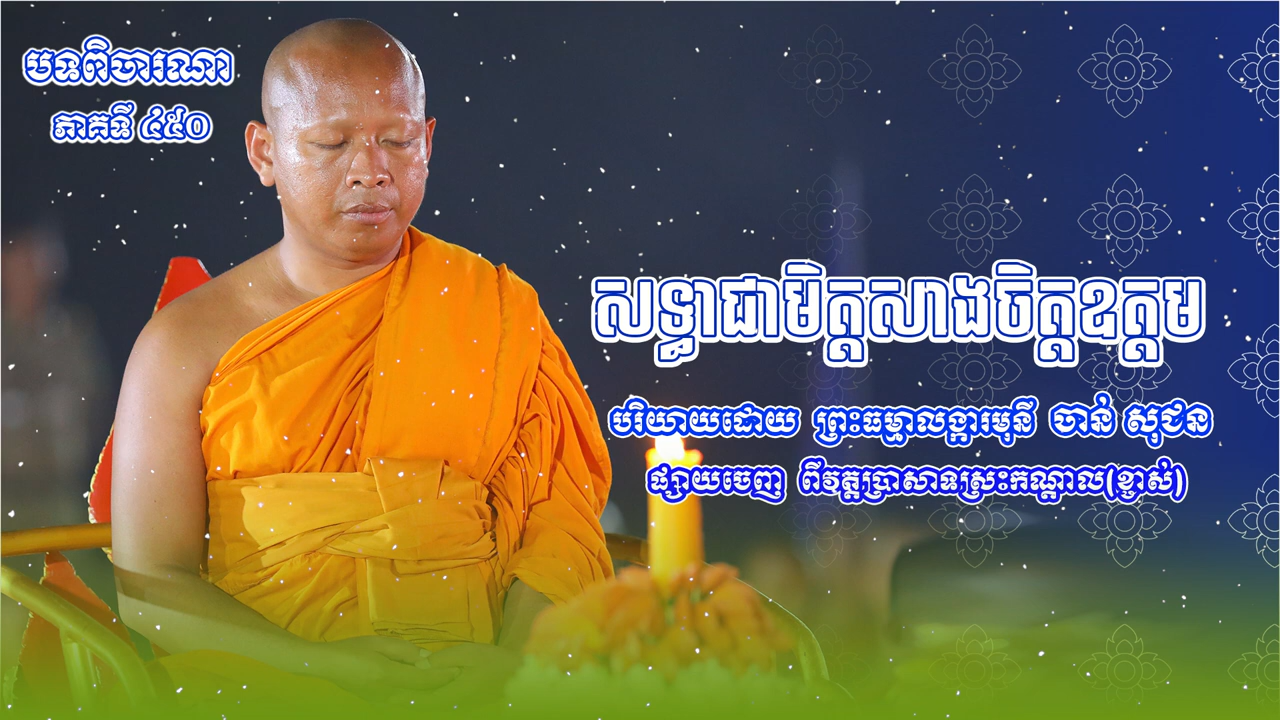 បទពិចារណា
ភាគទី ៤៥០
សទ្ធាជាមិត្តសាងចិត្តឧត្តម
បរិយាយដោយ ព្រះធម្មាលង្ការមុនី ចាន់ សុជន
ផ្សាយចេញ ពីវត្តប្រាសាទស្រះកណ្ដាល(ខ្ចាស់)